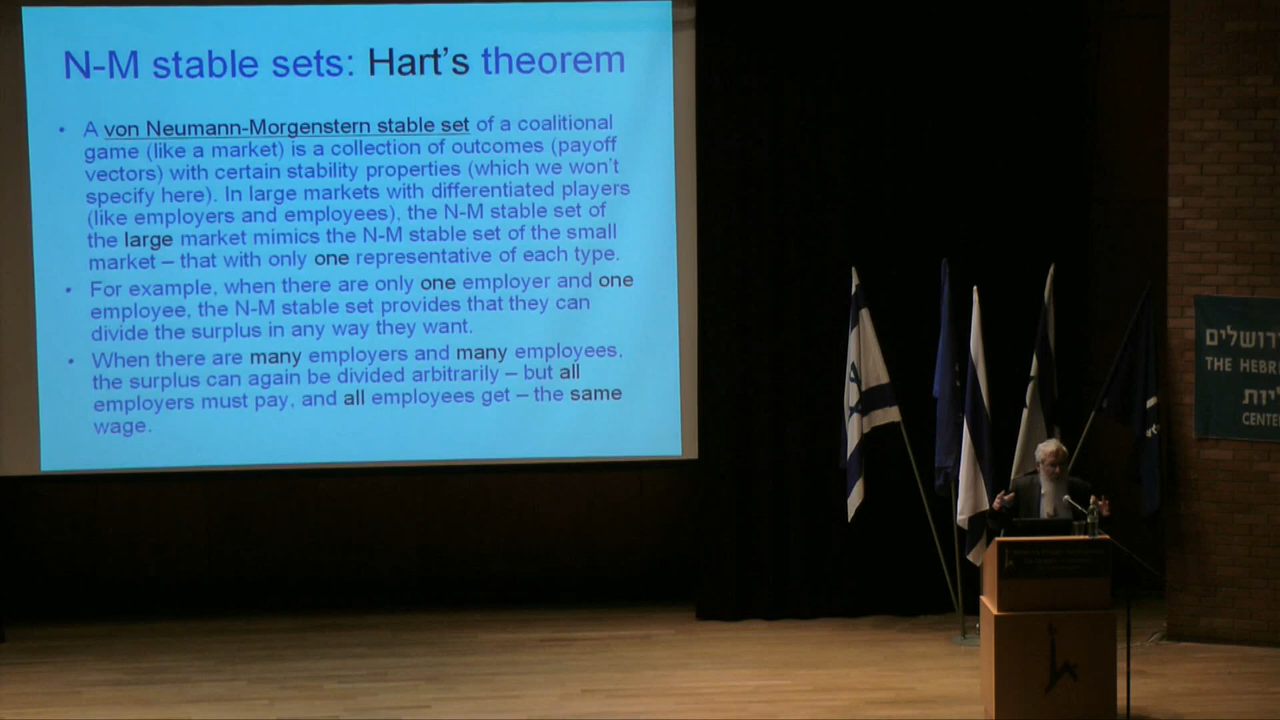 N-M stable sets: Hart's theorem
• A von Neumann-Morgenstern stable set of a coalitional
game (like a market) is a collection of outcomes (payoff
vectors) with certain stability properties (which we won't
specify here). In large markets with differentiated players
(like employers and employees), the N-M stable set of
the large market mimics the N-M stable set of the small
market – that with only one representative of each type.
• For example, when there are only one employer and one
employee, the N-M stable set provides that they can
divide the surplus in any way they want.
• When there are many employers and many employees,
the surplus can again be divided arbitrarily – but all
employers must pay, and all employees get – the same
wage.
ירושלים
THE HEBR
ליות
CENTE